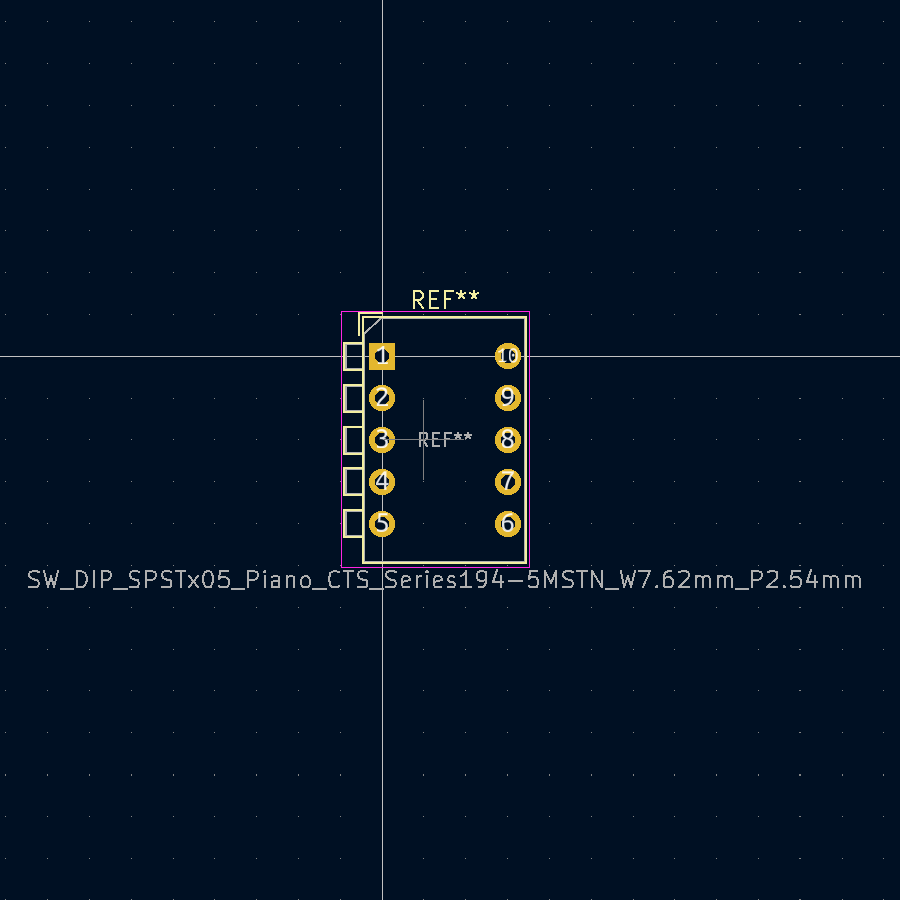 REF**
1 10
2 9
3 REF** 8
4 7
5 6
SW_DIP_SPSTx05_Piano_CTS_Series194-5MSTN_W7.62mm_P2.54mm